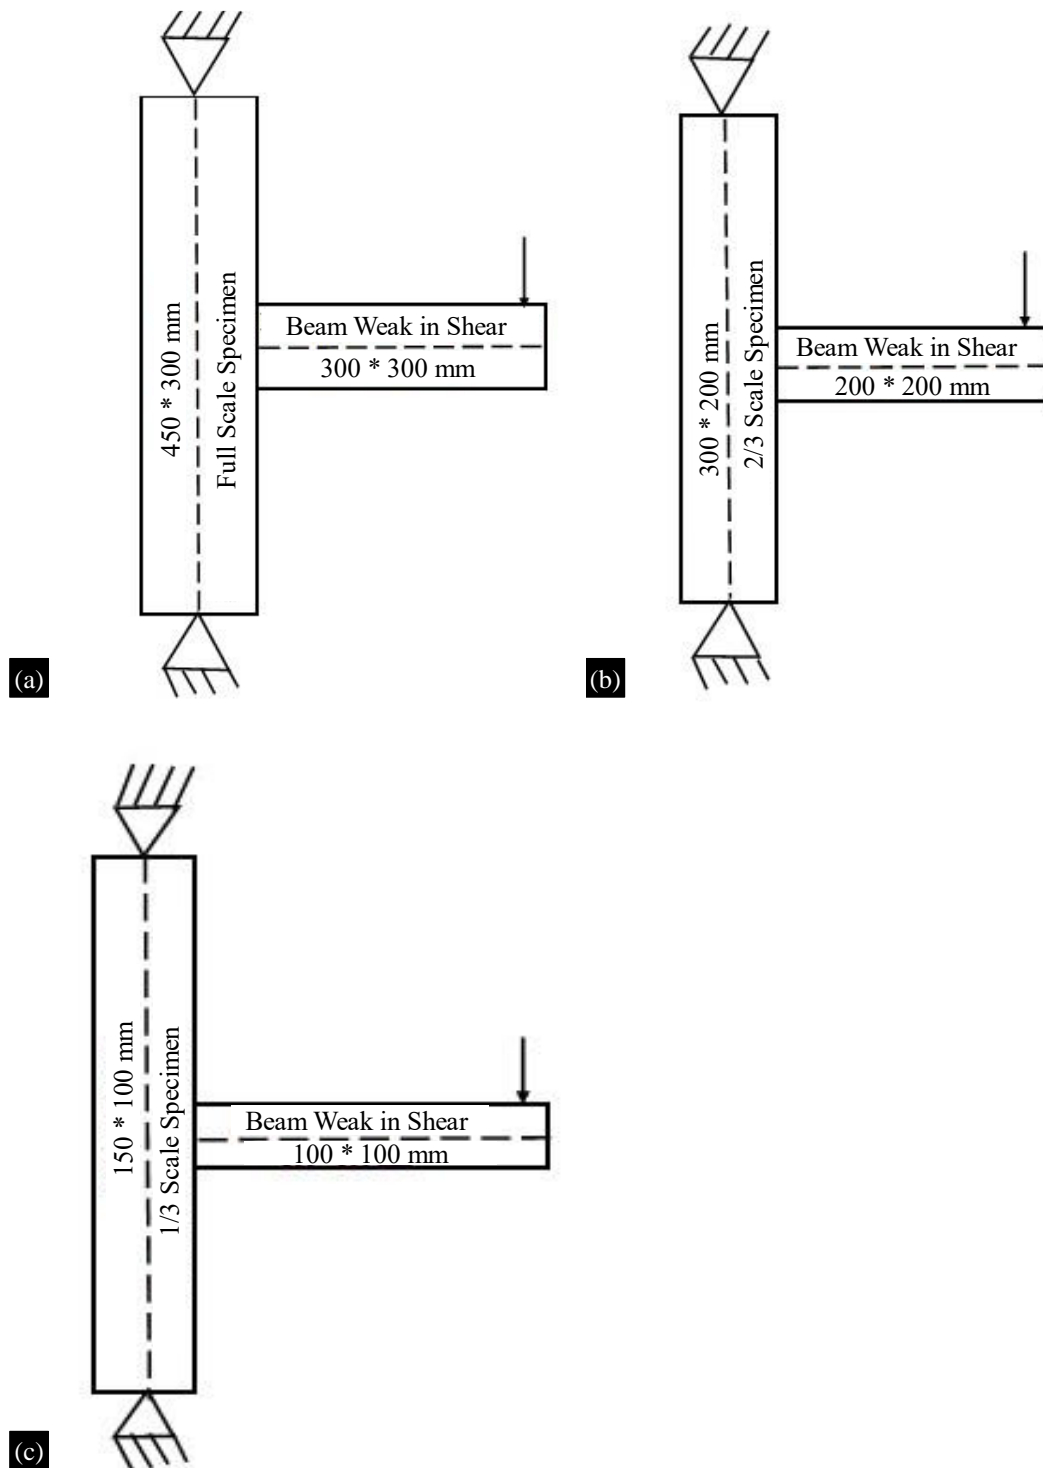 450 * 300 mm
Full Scale Specimen
Beam Weak in Shear
300 * 300 mm
(a)
300 * 200 mm
2/3 Scale Specimen
Beam Weak in Shear
200 * 200 mm
(b)
150 * 100 mm
1/3 Scale Specimen
Beam Weak in Shear
100 * 100 mm
(c)